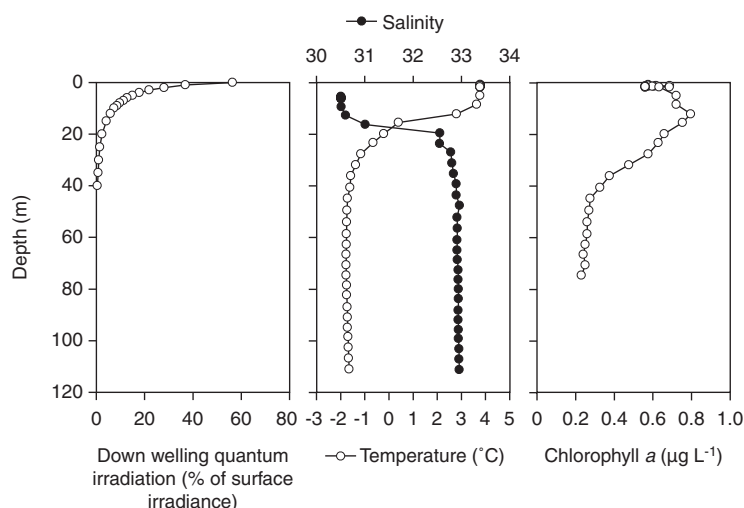 Salinity
30 31 32 33 34
0
20
40
60
80
100
120
Depth (m)
0 20 40 60 80
-3 -2 -1 0 1 2 3 4 5
0 0.2 0.4 0.6 0.8 1.0
Down welling quantum
irradiation (% of surface
irradiance)
Temperature (˚C)
Chlorophyll a (μg L⁻¹)